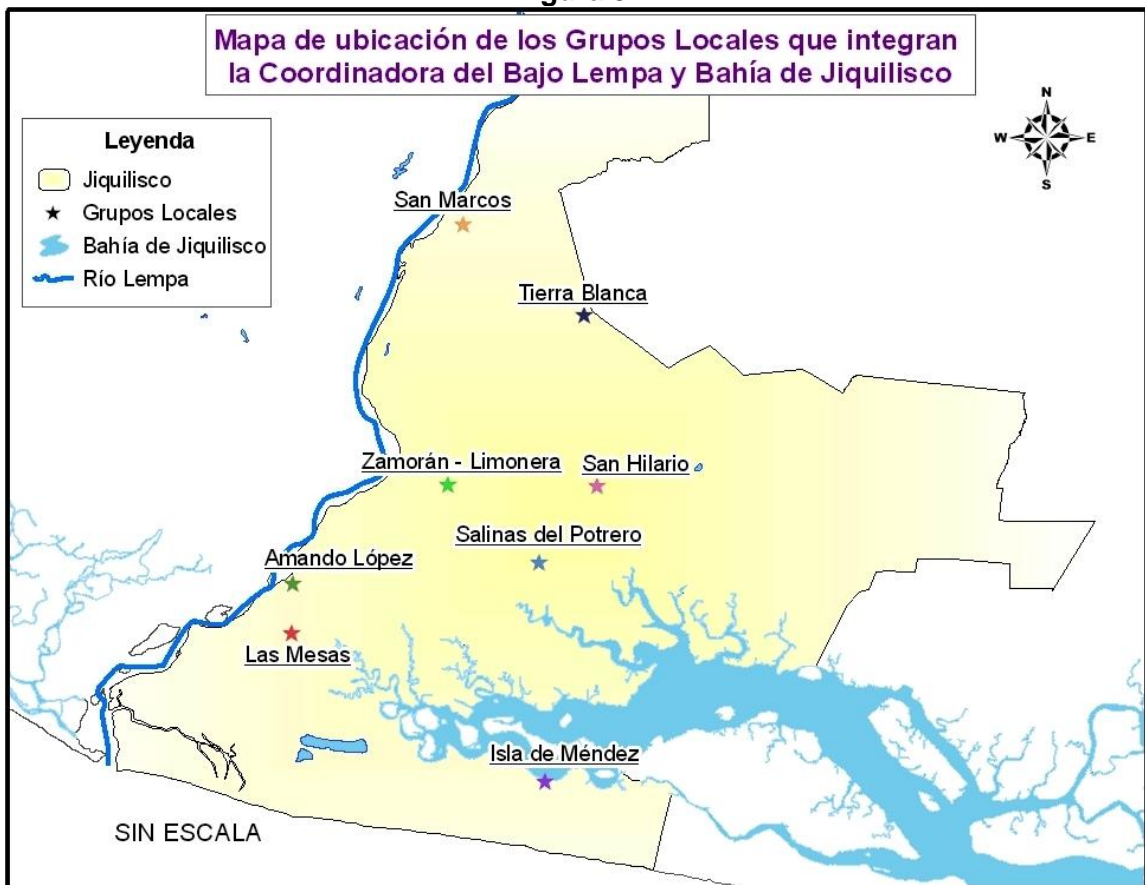 Mapa de ubicación de los Grupos Locales que integran
la Coordinadora del Bajo Lempa y Bahía de Jiquilisco
N
W
E
S
Leyenda
Jiquilisco
Grupos Locales
Bahía de Jiquilisco
Río Lempa
San Marcos
Tierra Blanca
Zamorán - Limonera
San Hilario
Salinas del Potrero
Amando López
Las Mesas
Isla de Méndez
SIN ESCALA